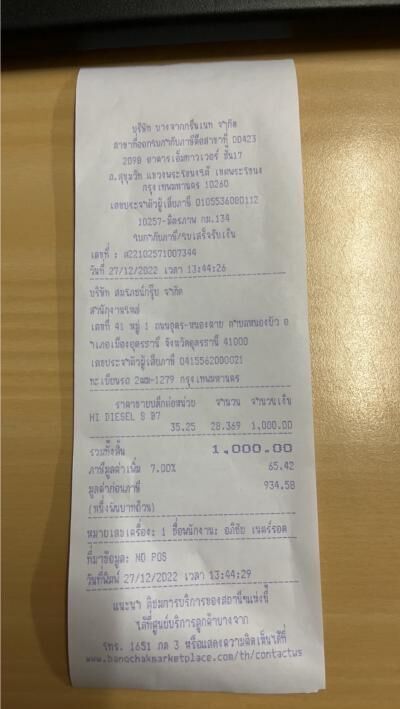 บริษัท บางจากกรีนเนท จำกัด
สาขาที่ออกใบกำกับภาษีคือสาขาที่ 00423
2098 อาคารเอ็มทาวเวอร์ ชั้น17
ถ.สุขุมวิท แขวงพระโขนงใต้ เขตพระโขนง
กรุงเทพมหานคร 10260
เลขประจำตัวผู้เสียภาษี 0105536000112
10257-มิตรภาพ กม.134
ใบกำกับภาษี/ใบเสร็จรับเงิน
เลขที่ : #22102571007344
วันที่ 27/12/2022 เวลา 13:44:26
บริษัท กรุ๊ป จำกัด
สำนักงานใหญ่
เลขที่ 41 หมู่ 1 ถนนอุดร-หนองคาย ตำบลหนองบัว อ
ำเภอเมืองอุดรธานี จังหวัดอุดรธานี 41000
เลขประจำตัวผู้เสียภาษี 0415562000021
ทะเบียนรถ 2ฒผ-1279 กรุงเทพมหานคร
ราคาขายปลีกต่อหน่วย จำนวน จำนวนเงิน
HI DIESEL S B7
35.25 28.369 1,000.00
รวมทั้งสิ้น 1,000.00
ภาษีมูลค่าเพิ่ม 7.00% 65.42
มูลค่าก่อนภาษี 934.58
(หนึ่งพันบาทถ้วน)
หมายเลขเครื่อง: 1 ชื่อพนักงาน: อภิชัย เนตรรอด
ที่มาข้อมูล: NO POS
วันที่พิมพ์ 27/12/2022 เวลา 13:44:29
แนะนำ ติชมการบริการของสถานีฯแห่งนี้
ได้ที่ศูนย์บริการลูกค้าบางจาก
โทร. 1651 กด 3 หรือแสดงความคิดเห็นได้ที่
www.bangchakmarketplace.com/th/contactus